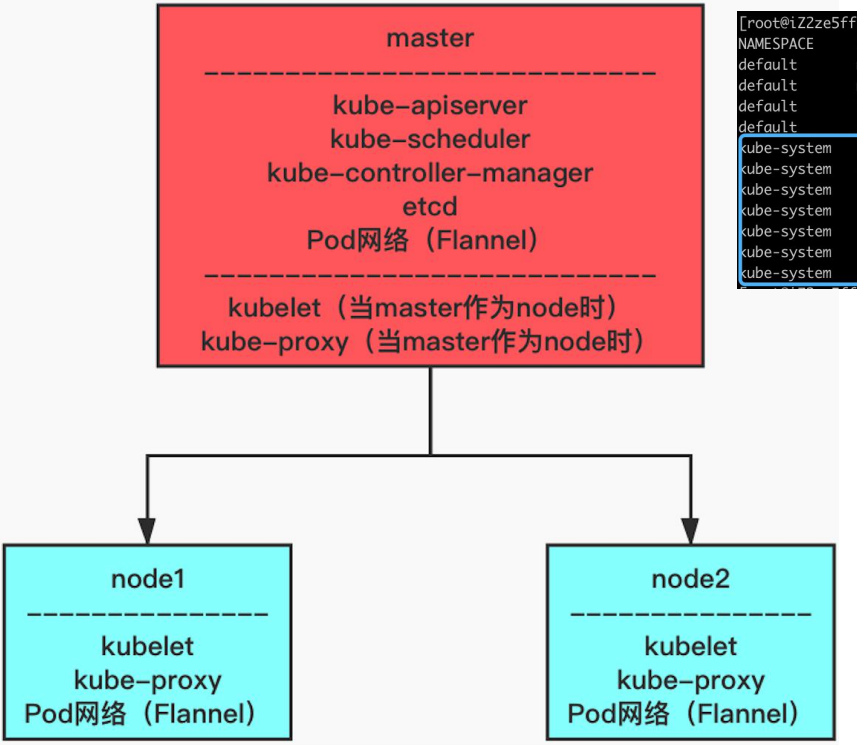 master
kube-apiserver
kube-scheduler
kube-controller-manager
etcd
Pod网络（Flannel）
kubelet（当master作为node时）
kube-proxy（当master作为node时）
[root@iZ2ze5ff
NAMESPACE
default
default
default
default
kube-system
kube-system
kube-system
kube-system
kube-system
kube-system
kube-system
node1
kubelet
kube-proxy
Pod网络（Flannel）
node2
kubelet
kube-proxy
Pod网络（Flannel）